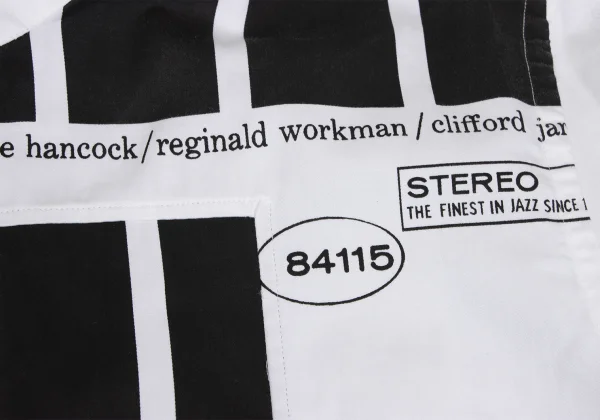 e hancock/reginald workman / clifford jar
STEREO
THE FINEST IN JAZZ SINCE 1
84115